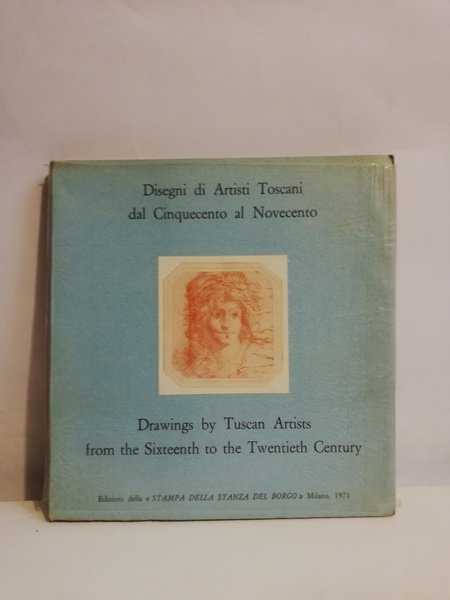 Disegni di Artisti Toscani
dal Cinquecento al Novecento
Drawings by Tuscan Artists
from the Sixteenth to the Twentieth Century
Edizioni della « STAMPA DELLA STANZA DEL BORGO » Milano, 1971